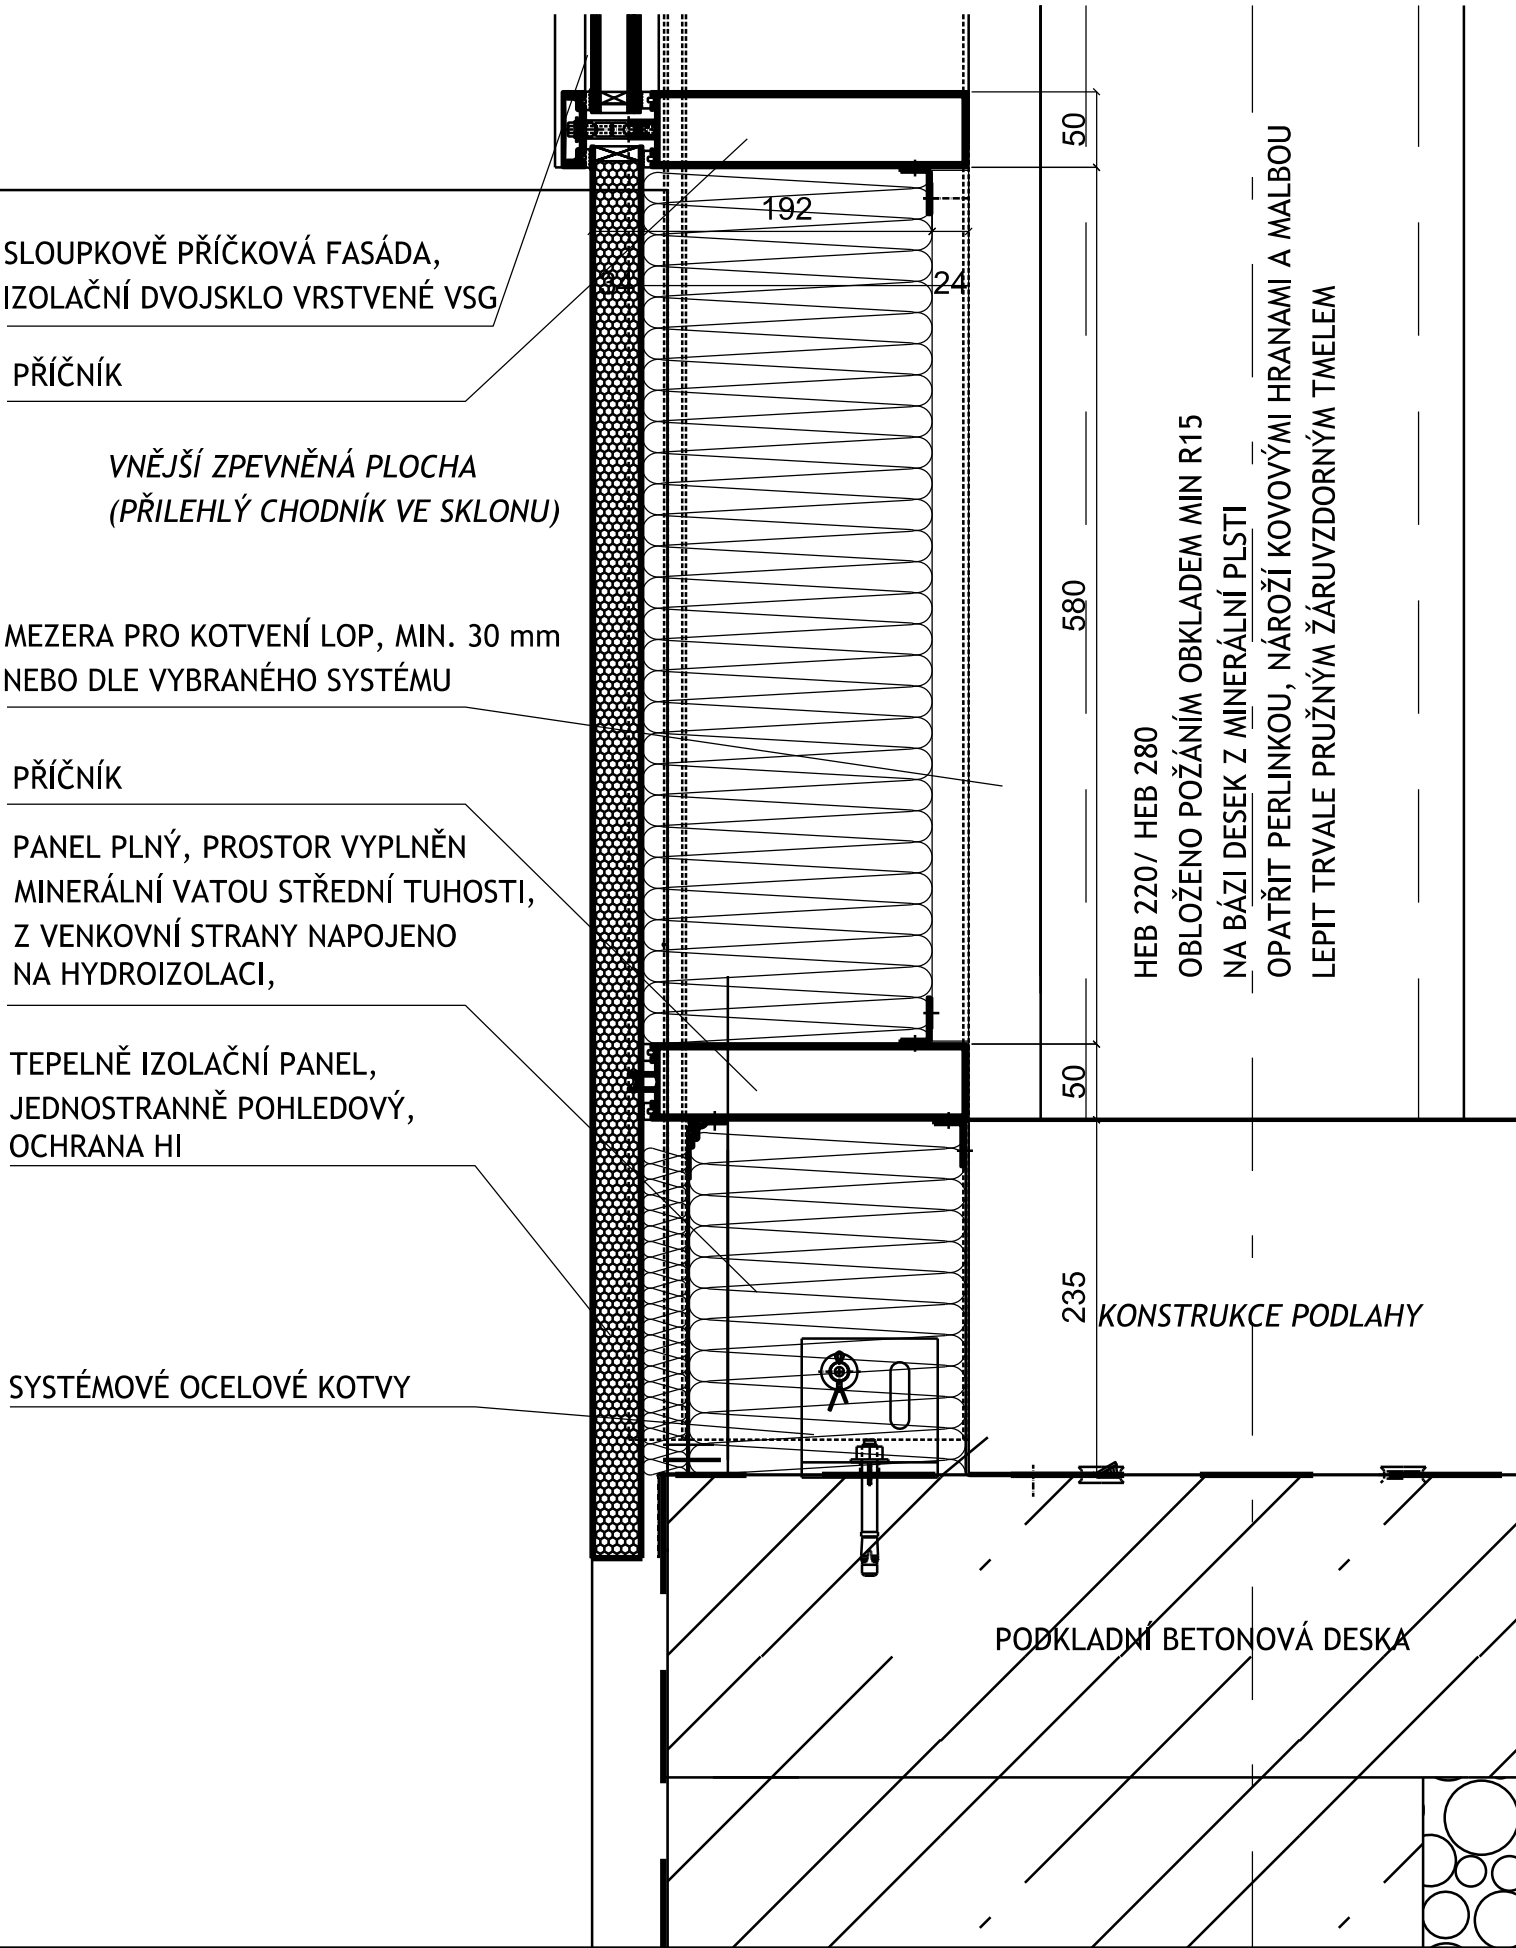 SLOUPKOVĚ PŘÍČKOVÁ FASÁDA,
IZOLAČNÍ DVOJSKLO VRSTVENÉ VSG
PŘÍČNÍK
VNĚJŠÍ ZPEVNĚNÁ PLOCHA
(PŘILEHLÝ CHODNÍK VE SKLONU)
MEZERA PRO KOTVENÍ LOP, MIN. 30 mm
NEBO DLE VYBRANÉHO SYSTÉMU
PŘÍČNÍK
PANEL PLNÝ, PROSTOR VYPLNĚN
MINERÁLNÍ VATOU STŘEDNÍ TUHOSTI,
Z VENKOVNÍ STRANY NAPOJENO
NA HYDROIZOLACI,
TEPELNĚ IZOLAČNÍ PANEL,
JEDNOSTRANNĚ POHLEDOVÝ,
OCHRANA HI
SYSTÉMOVÉ OCELOVÉ KOTVY
192
34
24
50
580
50
235
HEB 220/ HEB 280
OBLOŽENO POŽÁNÍM OBKLADEM MIN R15
NA BÁZI DESEK Z MINERÁLNÍ PLSTI
OPATŘIT PERLINKOU, NÁROŽÍ KOVOVÝMI HRANAMI A MALBOU
LEPIT TRVALE PRUŽNÝM ŽÁRUVZDORNÝM TMELEM
KONSTRUKCE PODLAHY
PODKLADNÍ BETONOVÁ DESKA